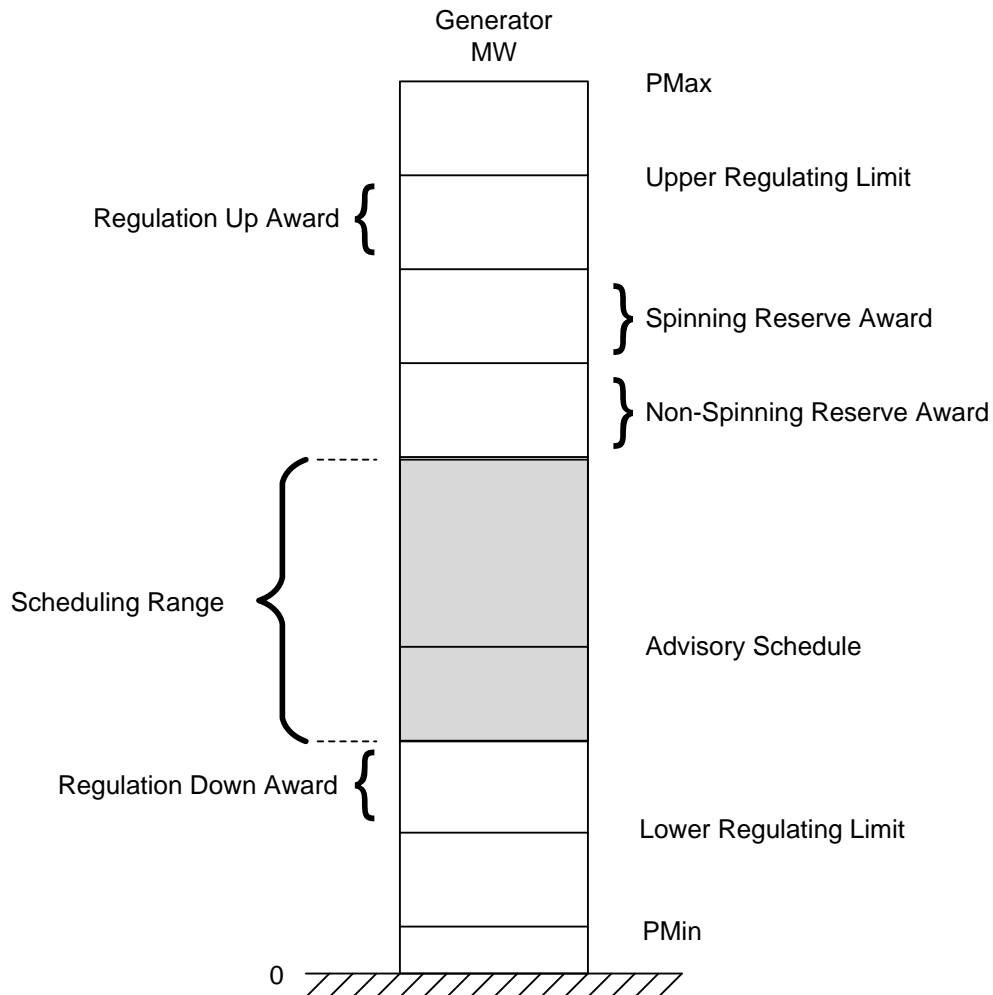 Generator
MW
PMax
Upper Regulating Limit
Regulation Up Award
Spinning Reserve Award
Non-Spinning Reserve Award
Scheduling Range
Advisory Schedule
Regulation Down Award
Lower Regulating Limit
PMin
0